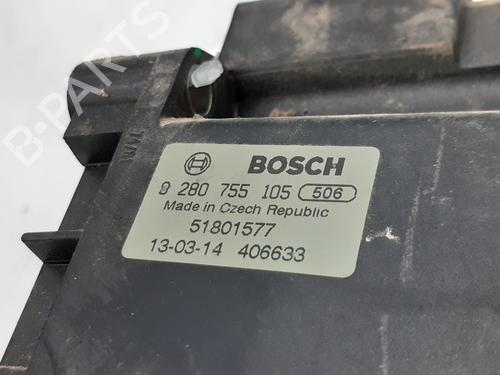 B-PARTS
BOSCH
0 280 755 105 506
Made in Czech Republic
51801577
13-03-14 406633